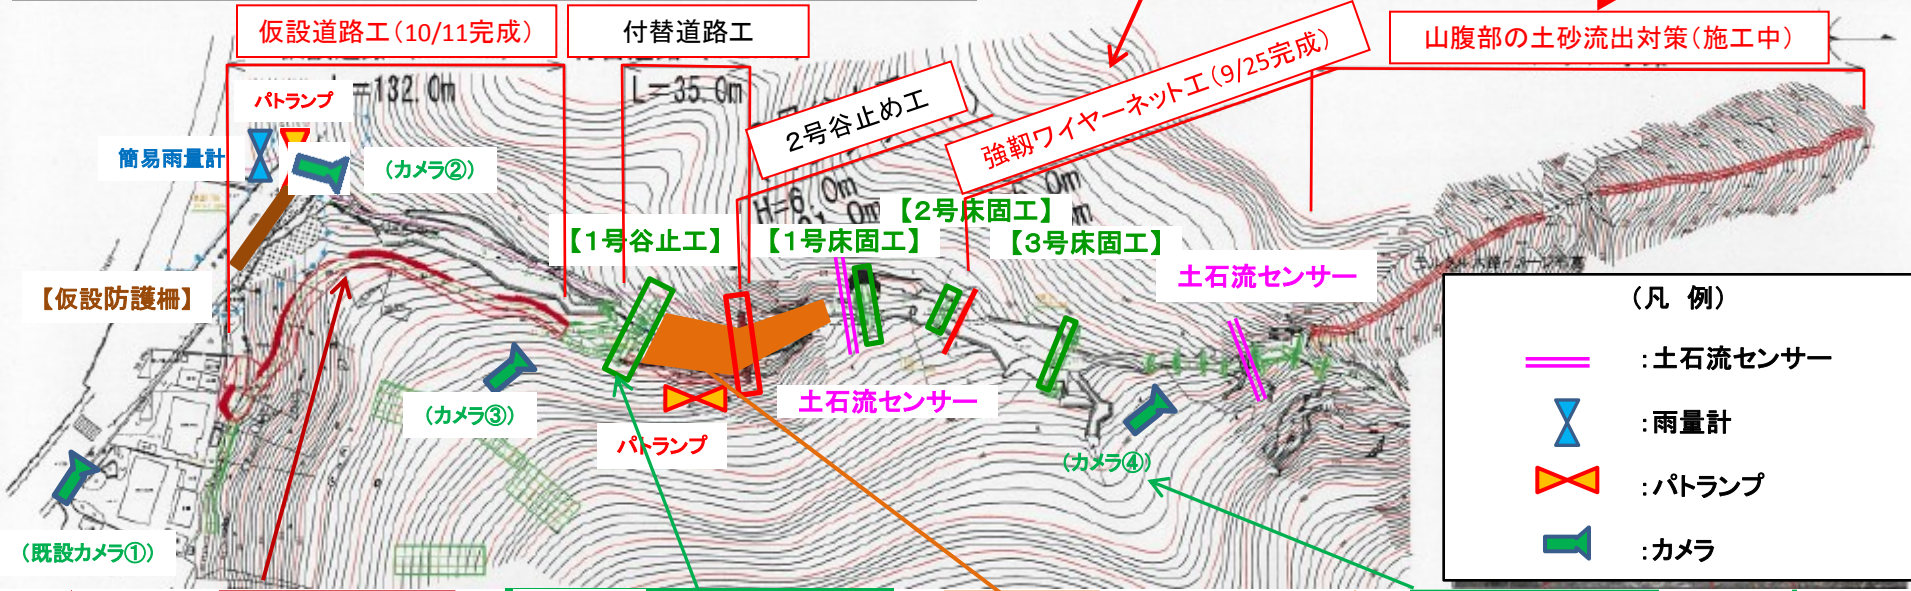 仮設道路工(10/11完成)
付替道路工
山腹部の土砂流出対策(施工中)
強靱ワイヤーネット工(9/25完成)
2号谷止め工
L=35.0m
=132.0m
パトランプ
簡易雨量計
(カメラ②)
H=6.0m
【2号床固工】
【1号谷止工】
【1号床固工】
【3号床固工】
土石流センサー
【仮設防護柵】
(カメラ③)
土石流センサー
パトランプ
(カメラ④)
(既設カメラ①)
(凡 例)
:土石流センサー
:雨量計
:パトランプ
:カメラ